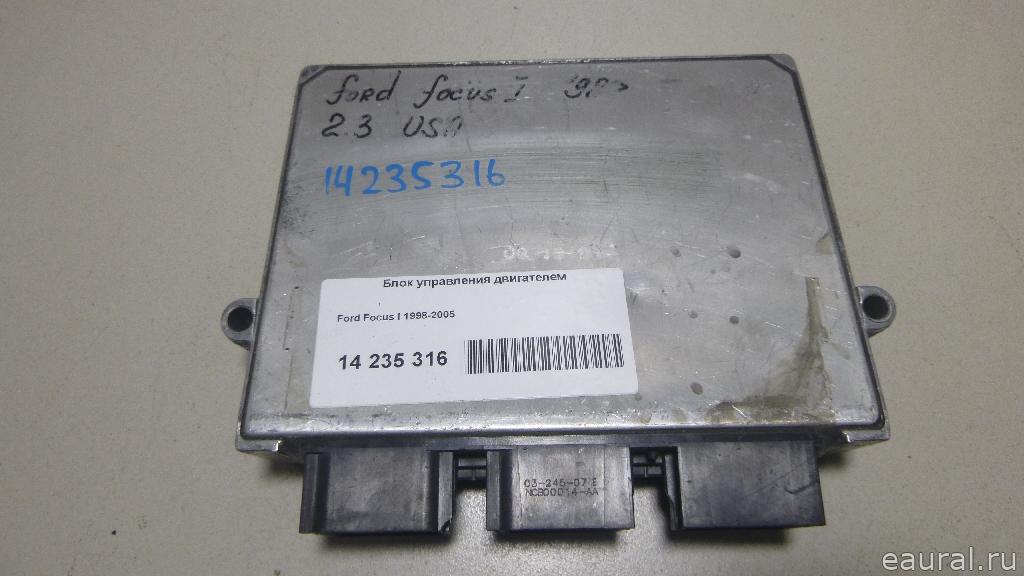 Ford Focus I '98>
2.3 USA
14235316
Блок управления двигателем
Ford Focus I 1998-2005
14 235 316
03-245-07
NCB00014-AA
eaural.ru